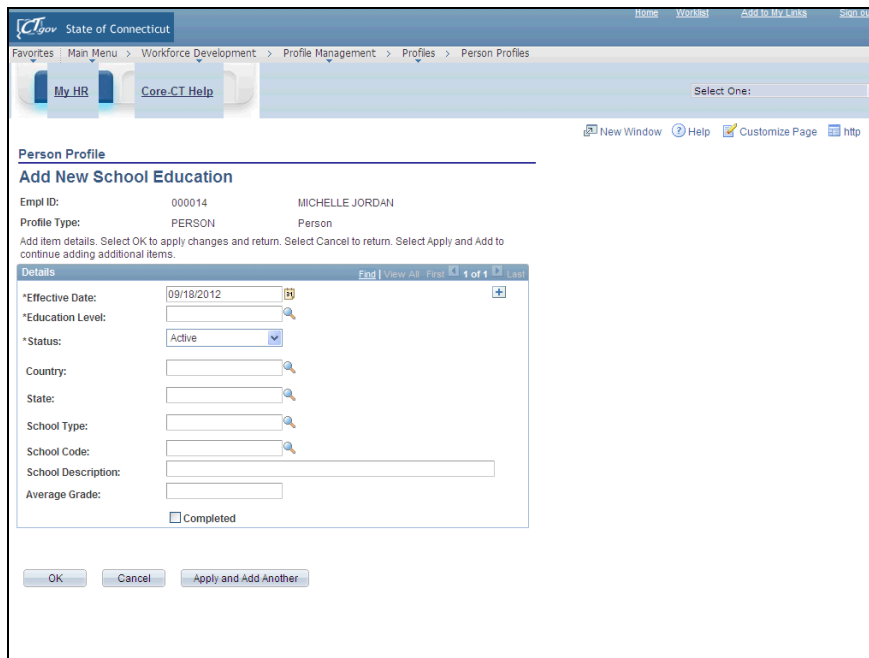 Home Worklist Add to My Links Sign ou
CT.gov State of Connecticut
Favorites Main Menu > Workforce Development > Profile Management > Profiles > Person Profiles
My HR Core-CT Help Select One:
New Window ? Help Customize Page http
Person Profile
Add New School Education
Empl ID: 000014 MICHELLE JORDAN
Profile Type: PERSON Person
Add item details. Select OK to apply changes and return. Select Cancel to return. Select Apply and Add to
continue adding additional items.
Details Find | View All First 1 of 1 Last
*Effective Date: 09/18/2012 31 +
*Education Level:
*Status: Active
Country:
State:
School Type:
School Code:
School Description:
Average Grade:
Completed
OK Cancel Apply and Add Another